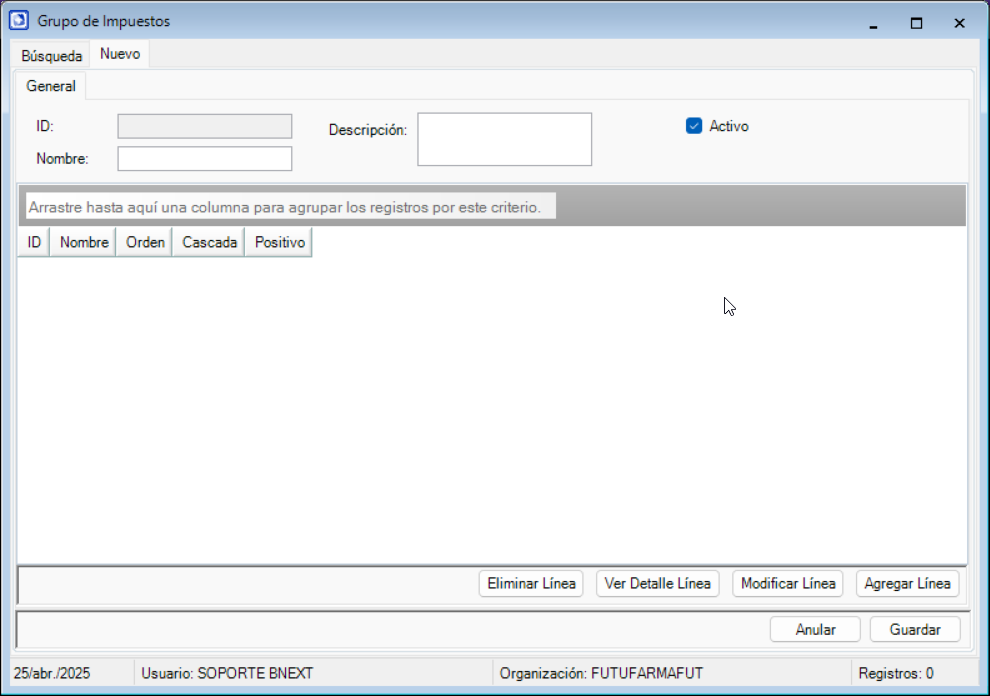 Grupo de Impuestos
Búsqueda Nuevo
General
ID:
Descripción:
Activo
Nombre:
Arrastre hasta aquí una columna para agrupar los registros por este criterio.
ID Nombre Orden Cascada Positivo
Eliminar Línea Ver Detalle Línea Modificar Línea Agregar Línea
Anular Guardar
25/abr./2025 Usuario: SOPORTE BNEXT Organización: FUTUFARMAFUT Registros: 0